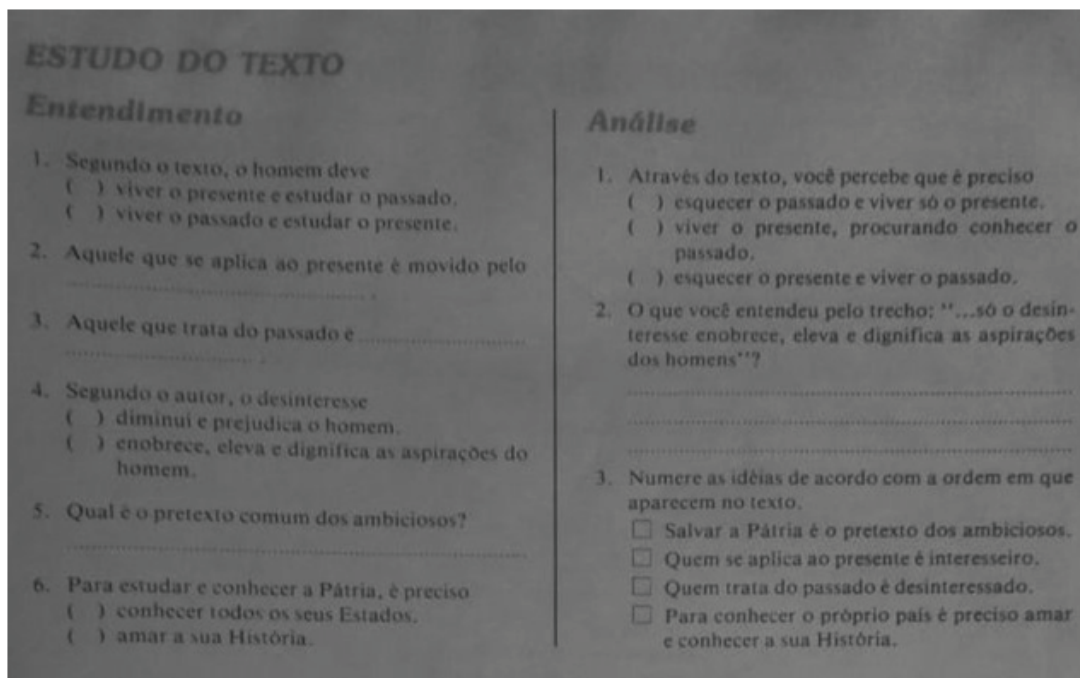 ESTUDO DO TEXTO
Entendimento
1. Segundo o texto, o homem deve
( ) viver o presente e estudar o passado.
( ) viver o passado e estudar o presente.
2. Aquele que se aplica ao presente é movido pelo
.................................................... .
3. Aquele que trata do passado é ............................
................................ .
4. Segundo o autor, o desinteresse
( ) diminui e prejudica o homem.
( ) enobrece, eleva e dignifica as aspirações do
homem.
5. Qual é o pretexto comum dos ambiciosos?
................................................................................
6. Para estudar e conhecer a Pátria, é preciso
( ) conhecer todos os seus Estados.
( ) amar a sua História.
Análise
1. Através do texto, você percebe que é preciso
( ) esquecer o passado e viver só o presente.
( ) viver o presente, procurando conhecer o
passado.
( ) esquecer o presente e viver o passado.
2. O que você entendeu pelo trecho: "...só o desin-
teresse enobrece, eleva e dignifica as aspirações
dos homens"?
................................................................................
................................................................................
................................................................................
3. Numere as idéias de acordo com a ordem em que
aparecem no texto.
□ Salvar a Pátria é o pretexto dos ambiciosos.
□ Quem se aplica ao presente é interesseiro.
□ Quem trata do passado é desinteressado.
□ Para conhecer o próprio país é preciso amar
e conhecer a sua História.